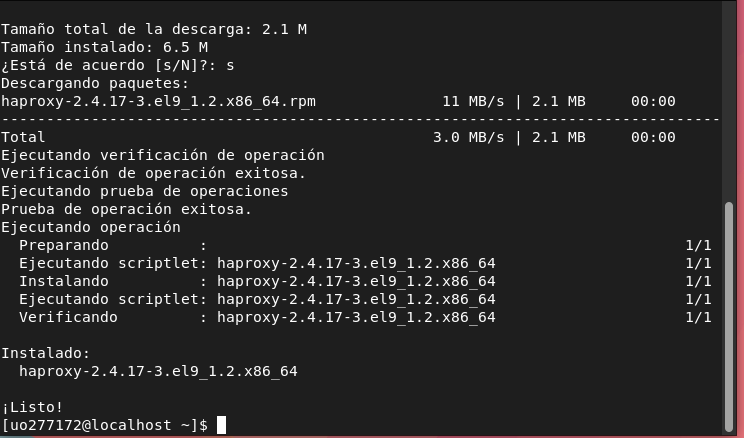 Tamaño total de la descarga: 2.1 M
Tamaño instalado: 6.5 M
¿Está de acuerdo [s/N]?: s
Descargando paquetes:
haproxy-2.4.17-3.el9_1.2.x86_64.rpm              11 MB/s | 2.1 MB     00:00
--------------------------------------------------------------------------------
Total                                           3.0 MB/s | 2.1 MB     00:00
Ejecutando verificación de operación
Verificación de operación exitosa.
Ejecutando prueba de operaciones
Prueba de operación exitosa.
Ejecutando operación
  Preparando          :                                                     1/1
  Ejecutando scriptlet: haproxy-2.4.17-3.el9_1.2.x86_64                     1/1
  Instalando          : haproxy-2.4.17-3.el9_1.2.x86_64                     1/1
  Ejecutando scriptlet: haproxy-2.4.17-3.el9_1.2.x86_64                     1/1
  Verificando         : haproxy-2.4.17-3.el9_1.2.x86_64                     1/1
Instalado:
  haproxy-2.4.17-3.el9_1.2.x86_64
¡Listo!
[uo277172@localhost ~]$